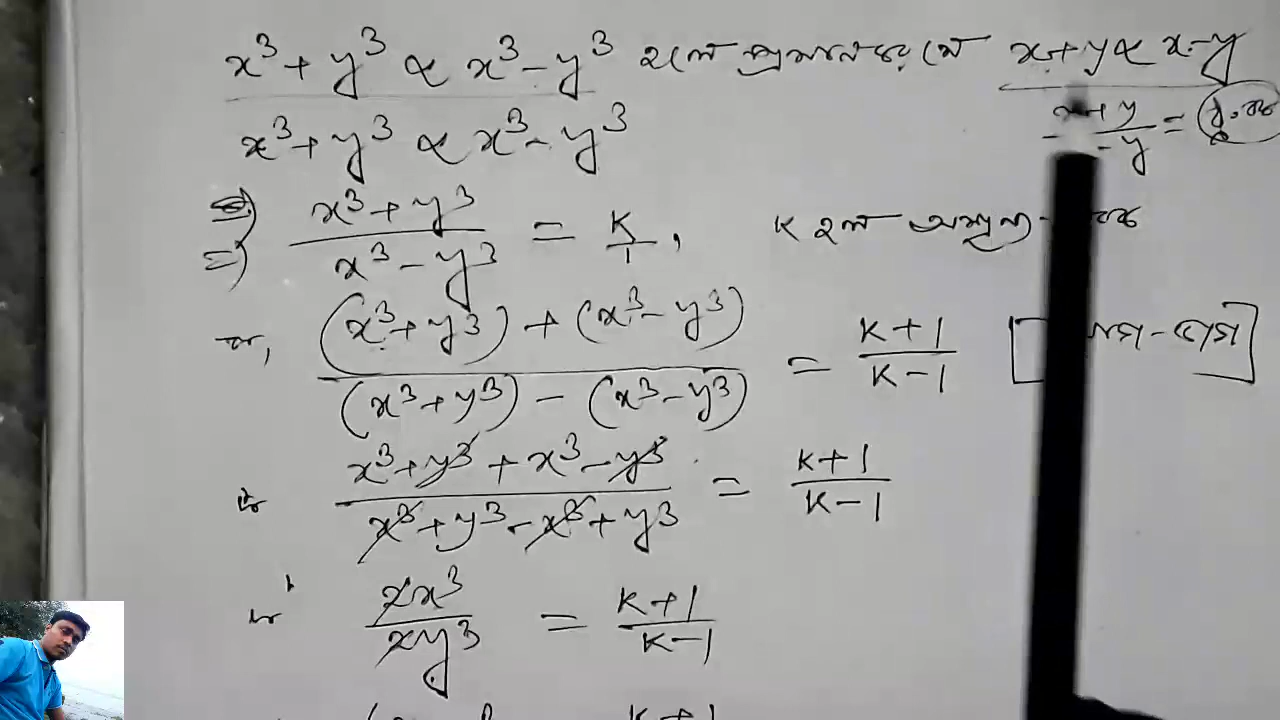 x³+y³ ∝ x³-y³ হলে প্রমাণ কর যে x+y ∝ x-y
x³+y³ ∝ x³-y³
x+y/-y =
⇒) x³+y³/x³-y³ = K/1, K হল অশূন্য
বা, (x³+y³)+(x³-y³)/(x³+y³)-(x³-y³) = K+1/K-1 [ -ভাগ]
বা x³+y³+x³-y³/x³+y³-x³+y³ = K+1/K-1
বা 2x³/2y³ = K+1/K-1
K+1